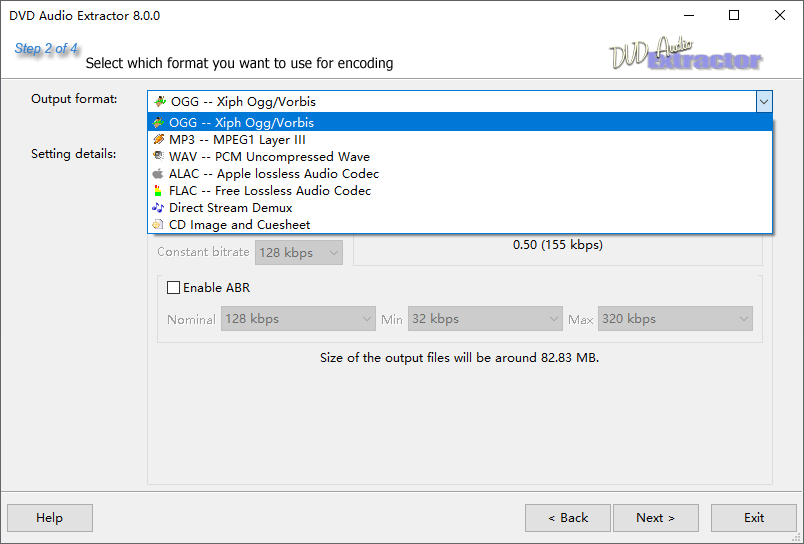 DVD Audio Extractor 8.0.0
Step 2 of 4
Select which format you want to use for encoding
DVD Audio
Extractor
Output format:
OGG -- Xiph Ogg/Vorbis
OGG -- Xiph Ogg/Vorbis
MP3 -- MPEG1 Layer III
WAV -- PCM Uncompressed Wave
ALAC -- Apple lossless Audio Codec
FLAC -- Free Lossless Audio Codec
Direct Stream Demux
CD Image and Cuesheet
Setting details:
Constant bitrate 128 kbps
0.50 (155 kbps)
Enable ABR
Nominal 128 kbps Min 32 kbps Max 320 kbps
Size of the output files will be around 82.83 MB.
Help < Back Next > Exit